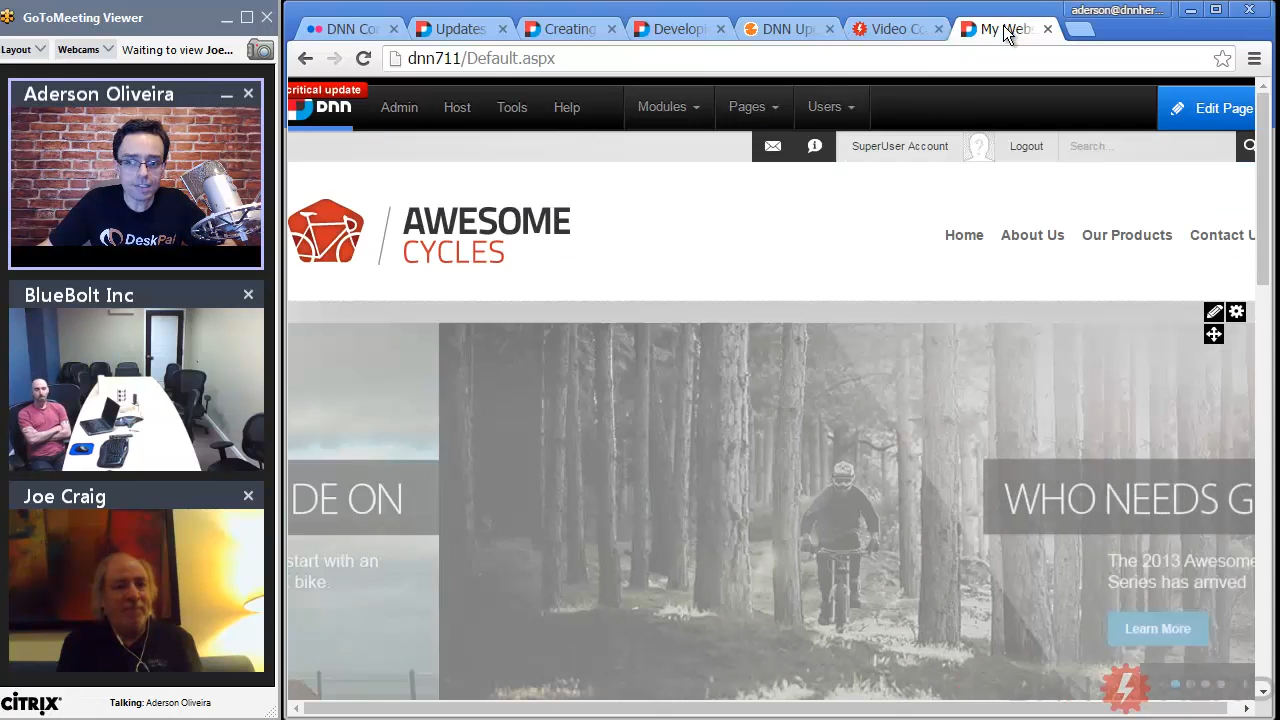 GoToMeeting Viewer
Layout
Webcams
Waiting to view Joe...
Aderson Oliveira
DeskPal
BlueBolt Inc
Joe Craig
CITRIX
Talking: Aderson Oliveira
aderson@dnnher...
DNN Co
Updates
Creating
Developi
DNN Up
Video Co
My Webs
dnn711/Default.aspx
critical update
DNN
Admin
Host
Tools
Help
Modules
Pages
Users
Edit Page
SuperUser Account
Logout
Search...
AWESOME
CYCLES
Home
About Us
Our Products
Contact U
DE ON
start with an
bike.
WHO NEEDS G
The 2013 Awesome
Series has arrived
Learn More